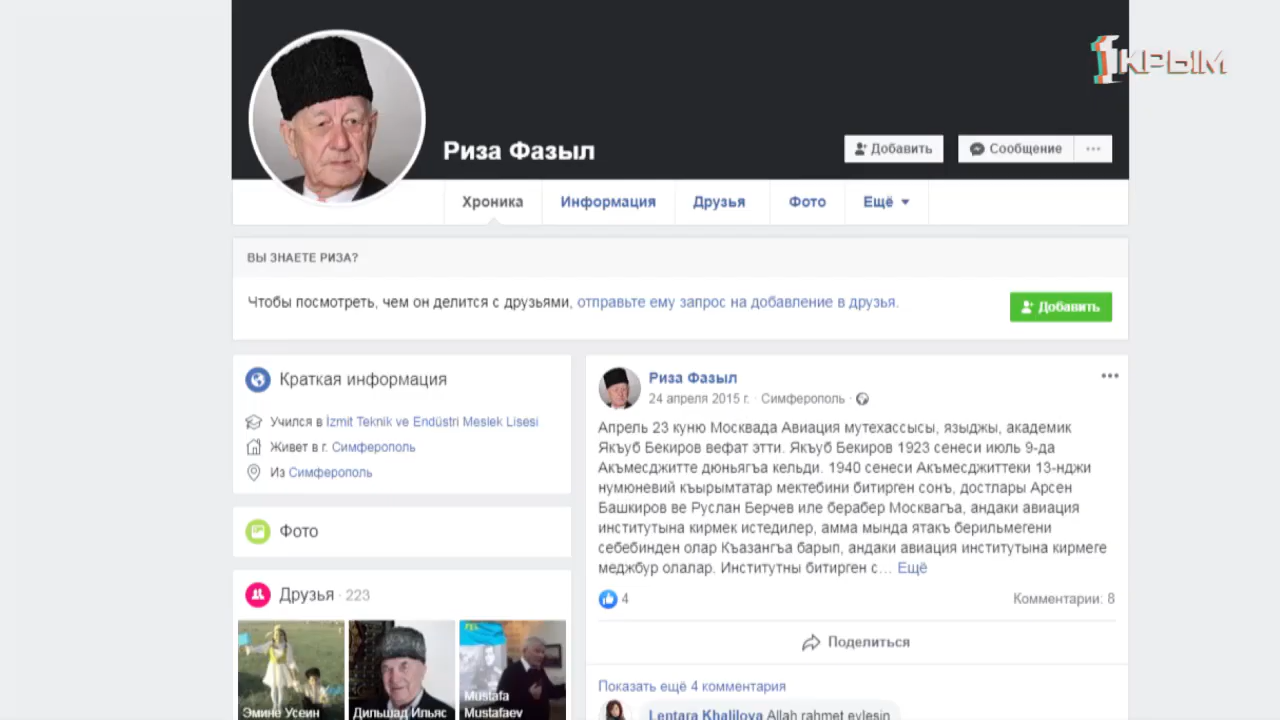 1КРЫМ
Риза Фазыл
Добавить
Сообщение
Хроника
Информация
Друзья
Фото
Ещё
ВЫ ЗНАЕТЕ РИЗА?
Чтобы посмотреть, чем он делится с друзьями, отправьте ему запрос на добавление в друзья.
Добавить
Краткая информация
Учился в İzmit Teknik ve Endüstri Meslek Lisesi
Живет в г. Симферополь
Из Симферополь
Фото
Друзья · 223
Эмине Усеин
Дильшад Ильяс
Mustafa
Mustafaev
Риза Фазыл
24 апреля 2015 г. · Симферополь ·
Апрель 23 куню Москвада Авиация мутехассысы, языджы, академик
Якъуб Бекиров вефат этти. Якъуб Бекиров 1923 сенеси июль 9-да
Акъмесджитте дюньягъа кельди. 1940 сенеси Акъмесджиттеки 13-нджи
нумюневий къырымтатар мектебини битирген сонъ, достлары Арсен
Башкиров ве Руслан Берчев иле берабер Москвагъа, андаки авиация
институтына кирмек истедилер, амма мында ятакъ берильмегени
себебинден олар Къазангъа барып, андаки авиация институтына кирмеге
меджбур олалар. Институтны битирген с... Ещё
4
Комментарии: 8
Поделиться
Показать ещё 4 комментария
Lentara Khalilova Allah rahmet eylesin